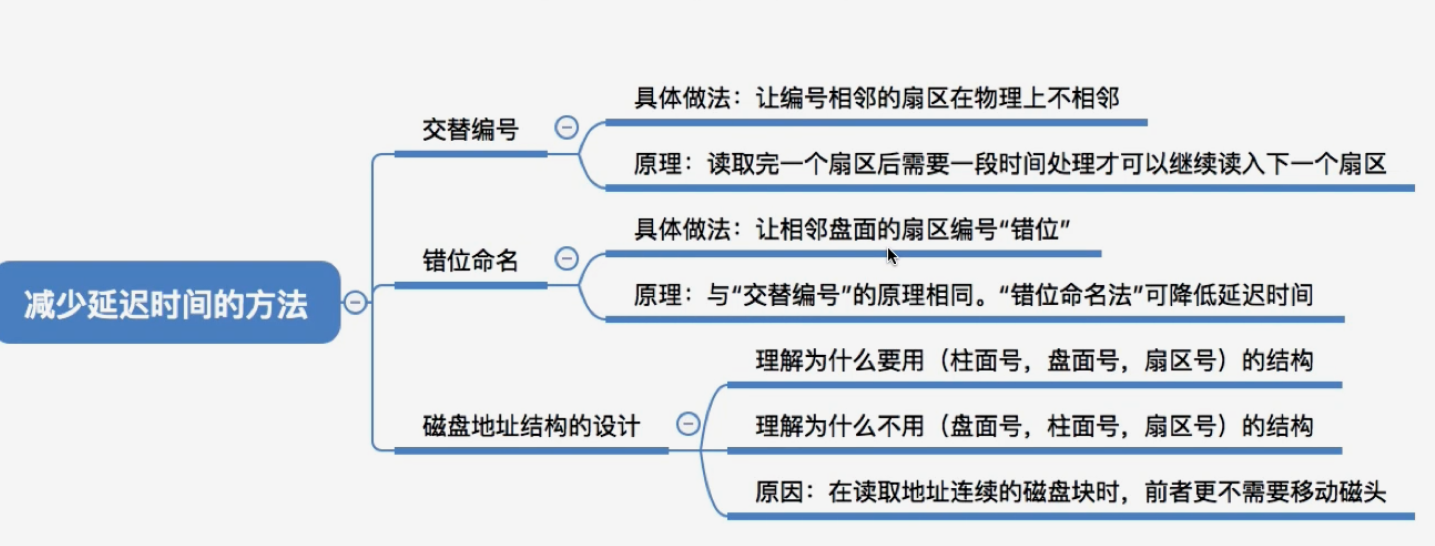 减少延迟时间的方法
交替编号
具体做法：让编号相邻的扇区在物理上不相邻
原理：读取完一个扇区后需要一段时间处理才可以继续读入下一个扇区
错位命名
具体做法：让相邻盘面的扇区编号“错位”
原理：与“交替编号”的原理相同。“错位命名法”可降低延迟时间
磁盘地址结构的设计
理解为什么要用（柱面号，盘面号，扇区号）的结构
理解为什么不用（盘面号，柱面号，扇区号）的结构
原因：在读取地址连续的磁盘块时，前者更不需要移动磁头